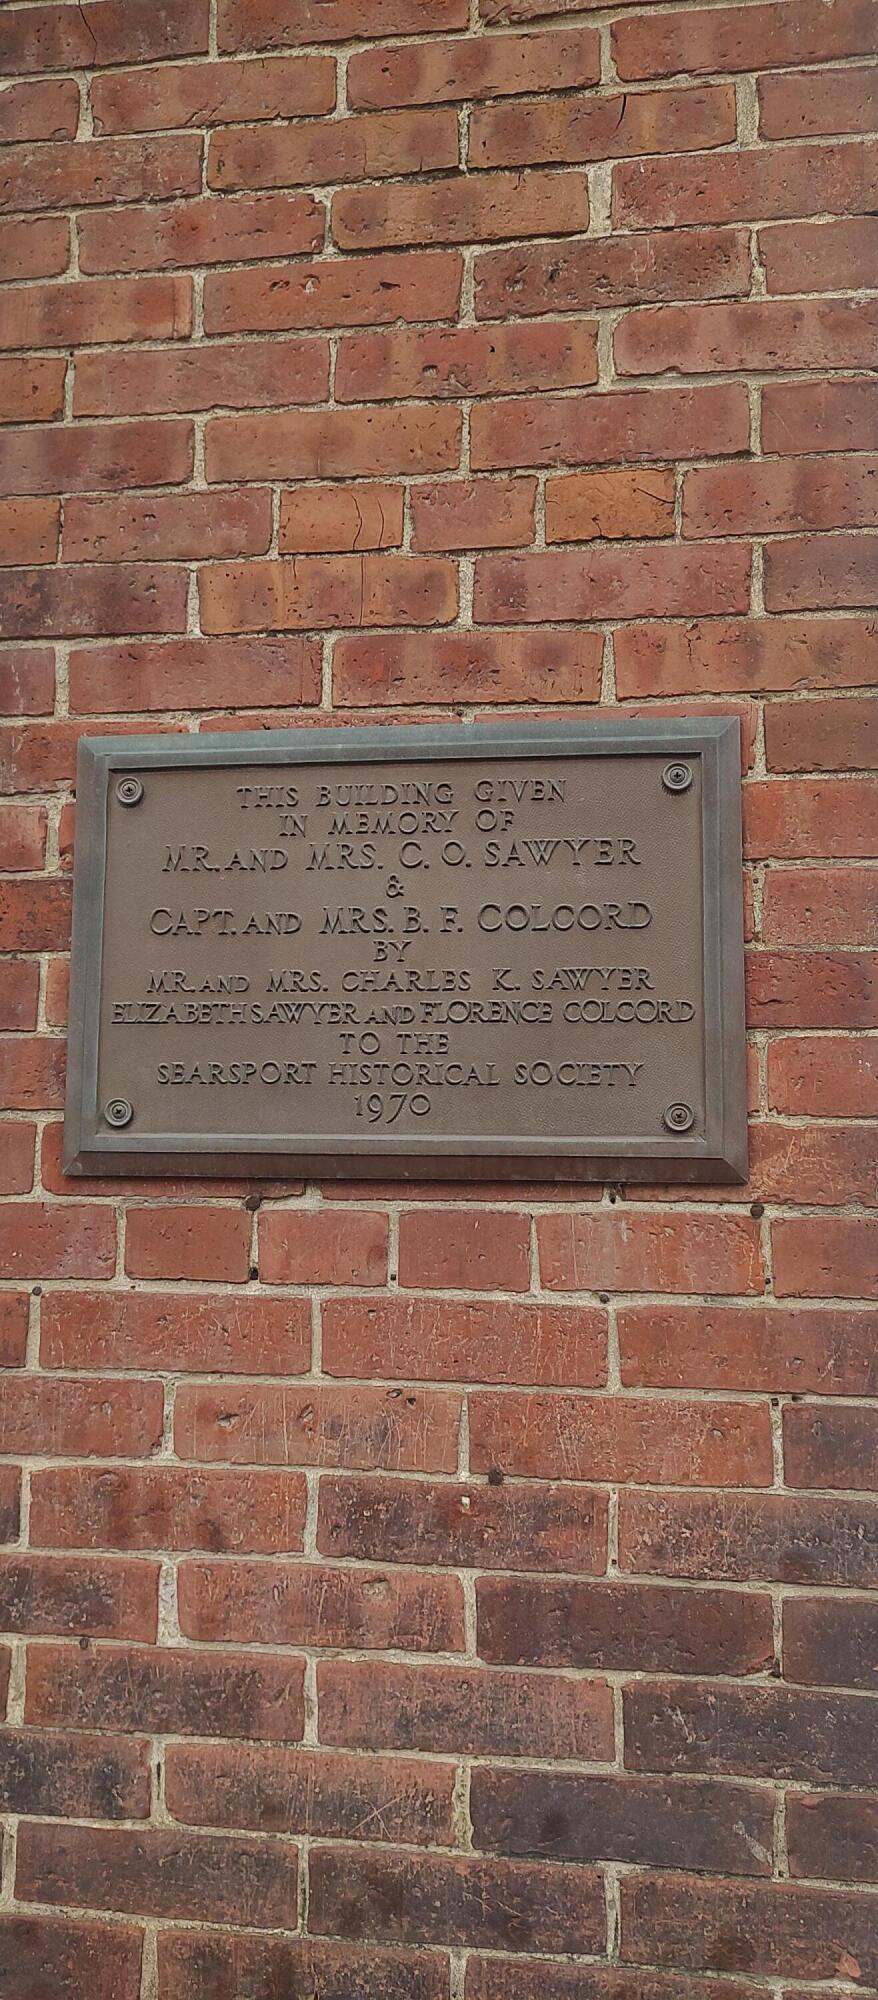 THIS BUILDING GIVEN
IN MEMORY OF
MR. AND MRS. C. O. SAWYER
&
CAPT. AND MRS. B. F. COLCORD
BY
MR. AND MRS. CHARLES K. SAWYER
ELIZABETH SAWYER AND FLORENCE COLCORD
TO THE
SEARSPORT HISTORICAL SOCIETY
1970